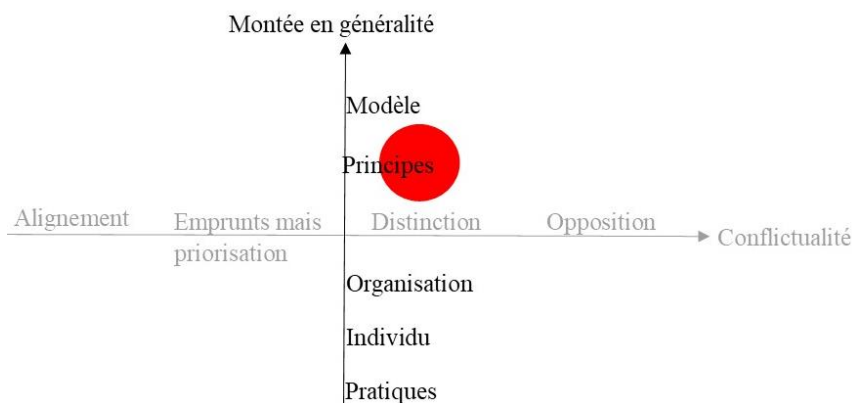 Montée en généralité
Modèle
Principes
Alignement
Emprunts mais
priorisation
Distinction
Opposition
Conflictualité
Organisation
Individu
Pratiques